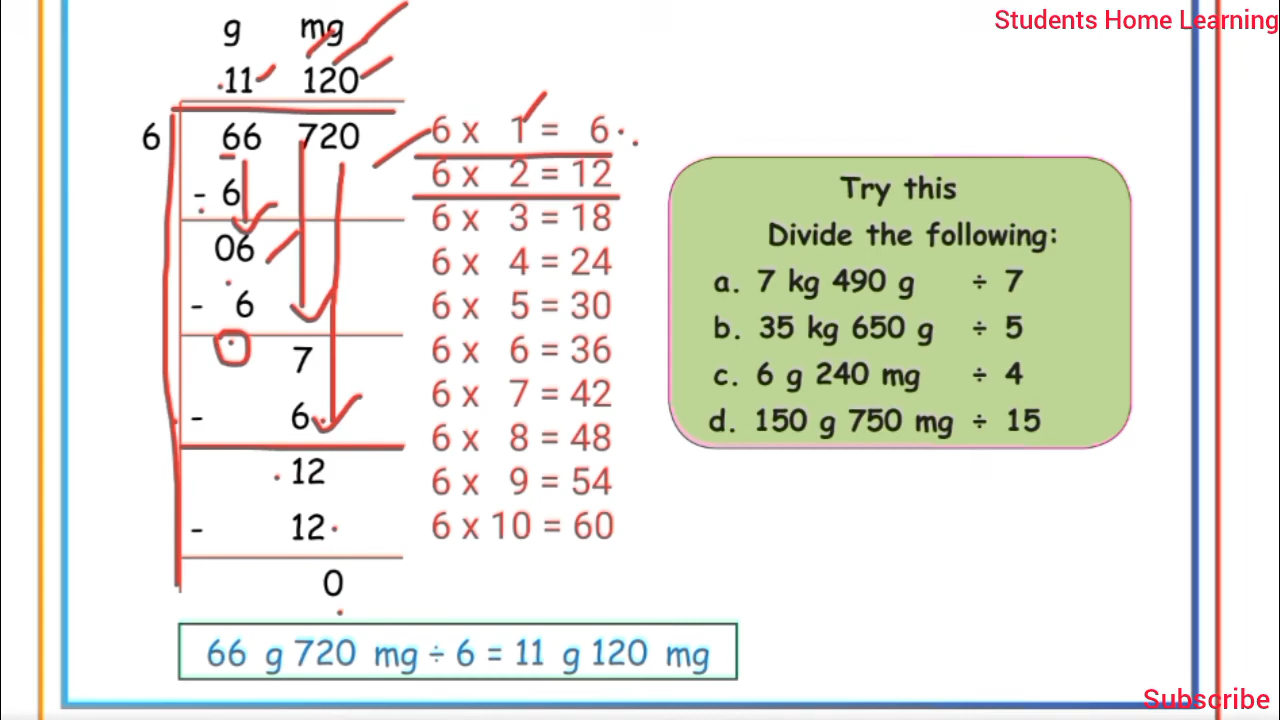 Students Home Learning
g mg
11 120
6 66 720
- 6
06
- 6
7
- 6
12
- 12
0
6 x 1 = 6
6 x 2 = 12
6 x 3 = 18
6 x 4 = 24
6 x 5 = 30
6 x 6 = 36
6 x 7 = 42
6 x 8 = 48
6 x 9 = 54
6 x 10 = 60
Try this
Divide the following:
a. 7 kg 490 g ÷ 7
b. 35 kg 650 g ÷ 5
c. 6 g 240 mg ÷ 4
d. 150 g 750 mg ÷ 15
66 g 720 mg ÷ 6 = 11 g 120 mg
Subscribe